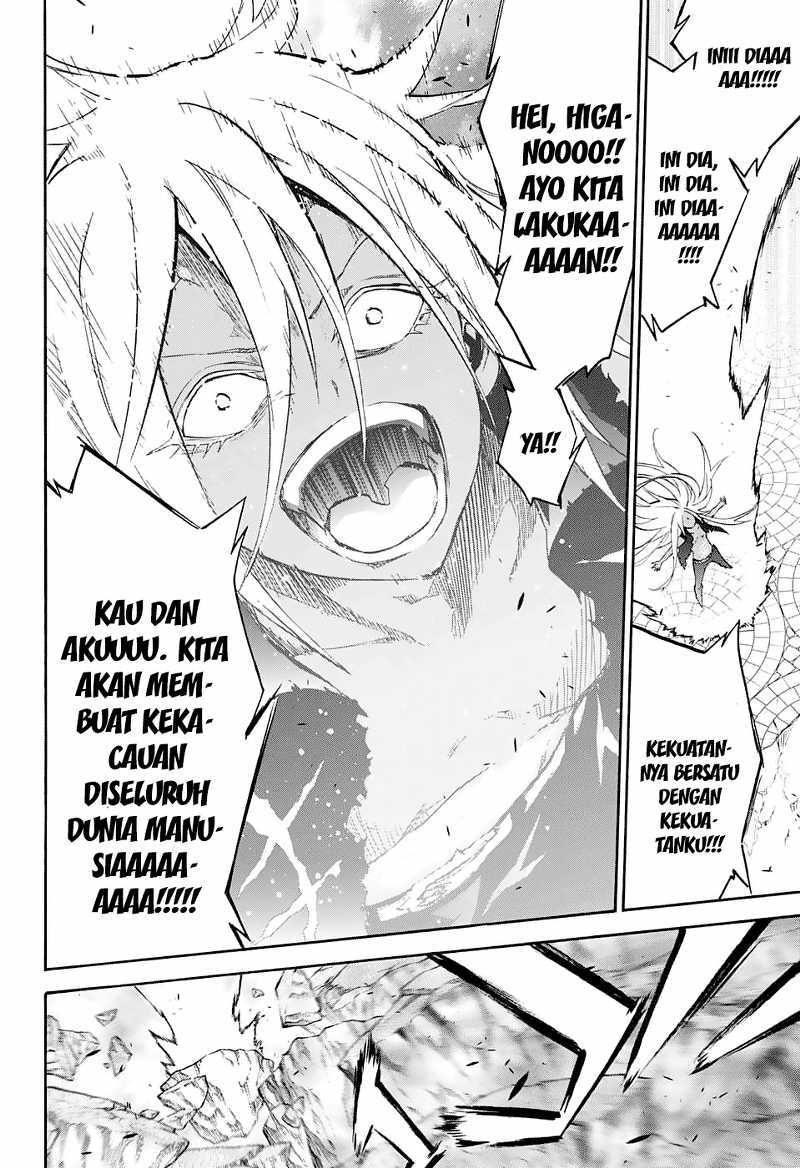 INIII DIAAA
AAA!!!!!
INI DIA,
INI DIA.
INI DIAA-
AAAAAA
!!!!
KEKUATAN-
NYA BERSATU
DENGAN
KEKUA-
TANKU!!!
HEI, HIGA-
NOOOO!!
AYO KITA
LAKUKAA-
AAAAN!!
YA!!
KAU DAN
AKUUUU. KITA
AKAN MEM-
BUAT KEKA-
CAUAN
DISELURUH
DUNIA MANU-
SIAAAAA-
AAAA!!!!!